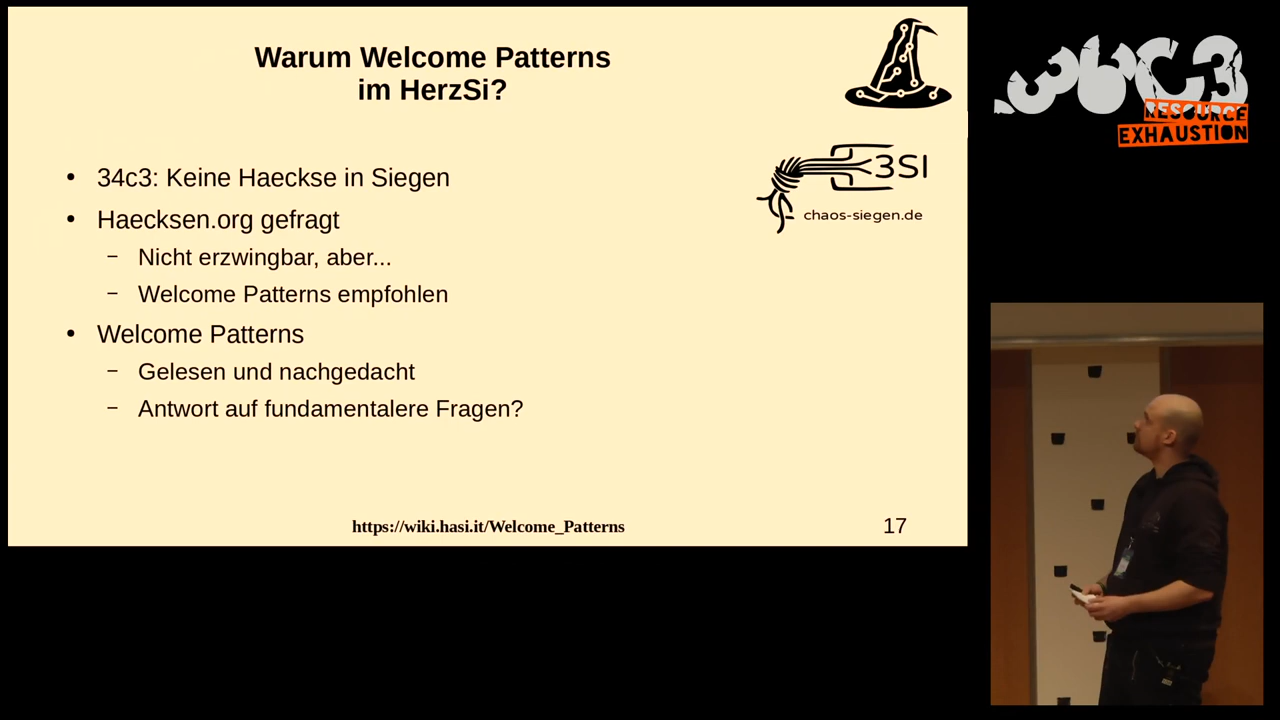 Warum Welcome Patterns
im HerzSi?
• 34c3: Keine Haeckse in Siegen
• Haecksen.org gefragt
– Nicht erzwingbar, aber...
– Welcome Patterns empfohlen
• Welcome Patterns
– Gelesen und nachgedacht
– Antwort auf fundamentalere Fragen?
https://wiki.hasi.it/Welcome_Patterns
17
3SI
chaos-siegen.de
36C3
RESOURCE
EXHAUSTION